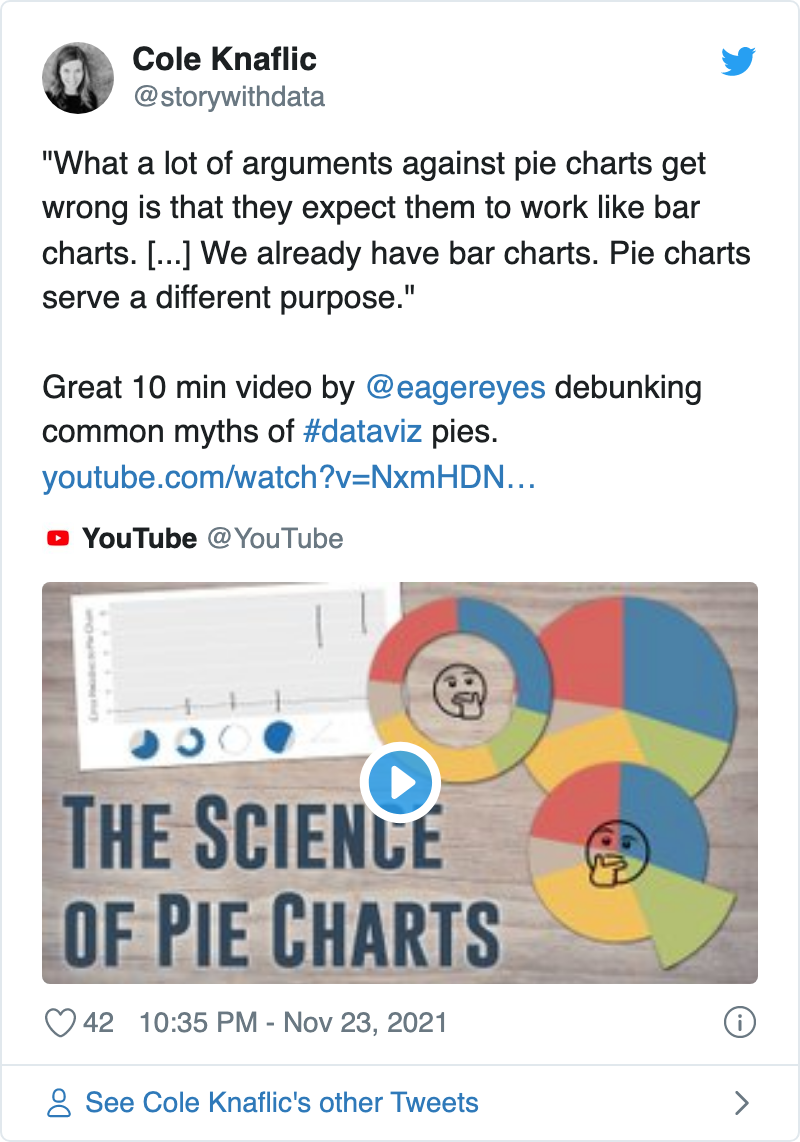 Cole Knaflic
@storywithdata
"What a lot of arguments against pie charts get
wrong is that they expect them to work like bar
charts. [...] We already have bar charts. Pie charts
serve a different purpose."
Great 10 min video by @eagereyes debunking
common myths of #dataviz pies.
youtube.com/watch?v=NxmHDN…
YouTube @YouTube
THE SCIENCE
OF PIE CHARTS
42 10:35 PM - Nov 23, 2021
See Cole Knaflic's other Tweets